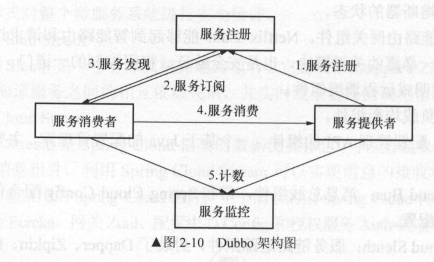 服务注册
3.服务发现
1.服务注册
2.服务订阅
服务消费者
4.服务消费
服务提供者
5.计数
服务监控
▲图 2-10 Dubbo 架构图